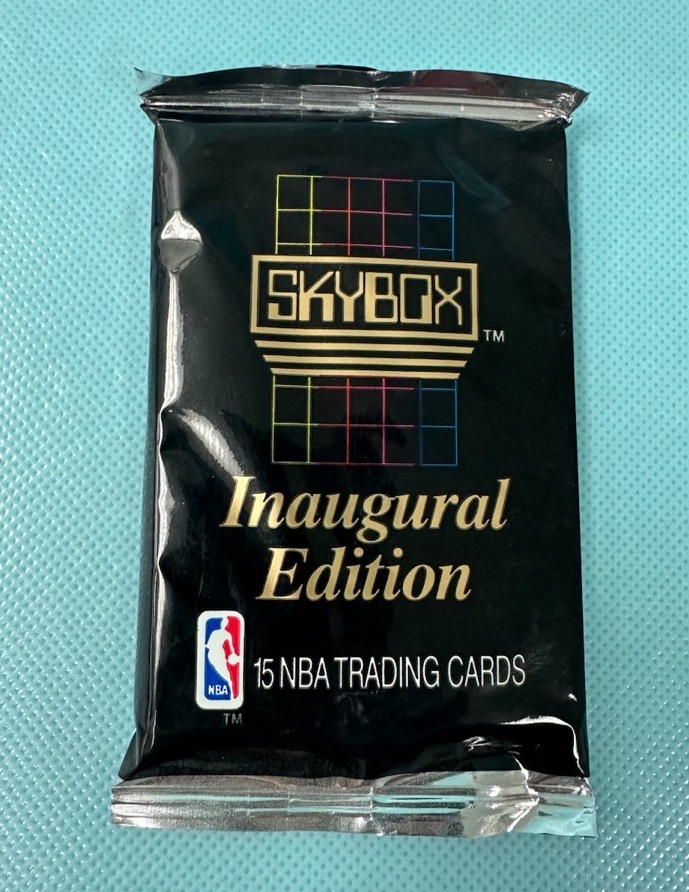 SKYBOX
TM
Inaugural
Edition
NBA
15 NBA TRADING CARDS
TM